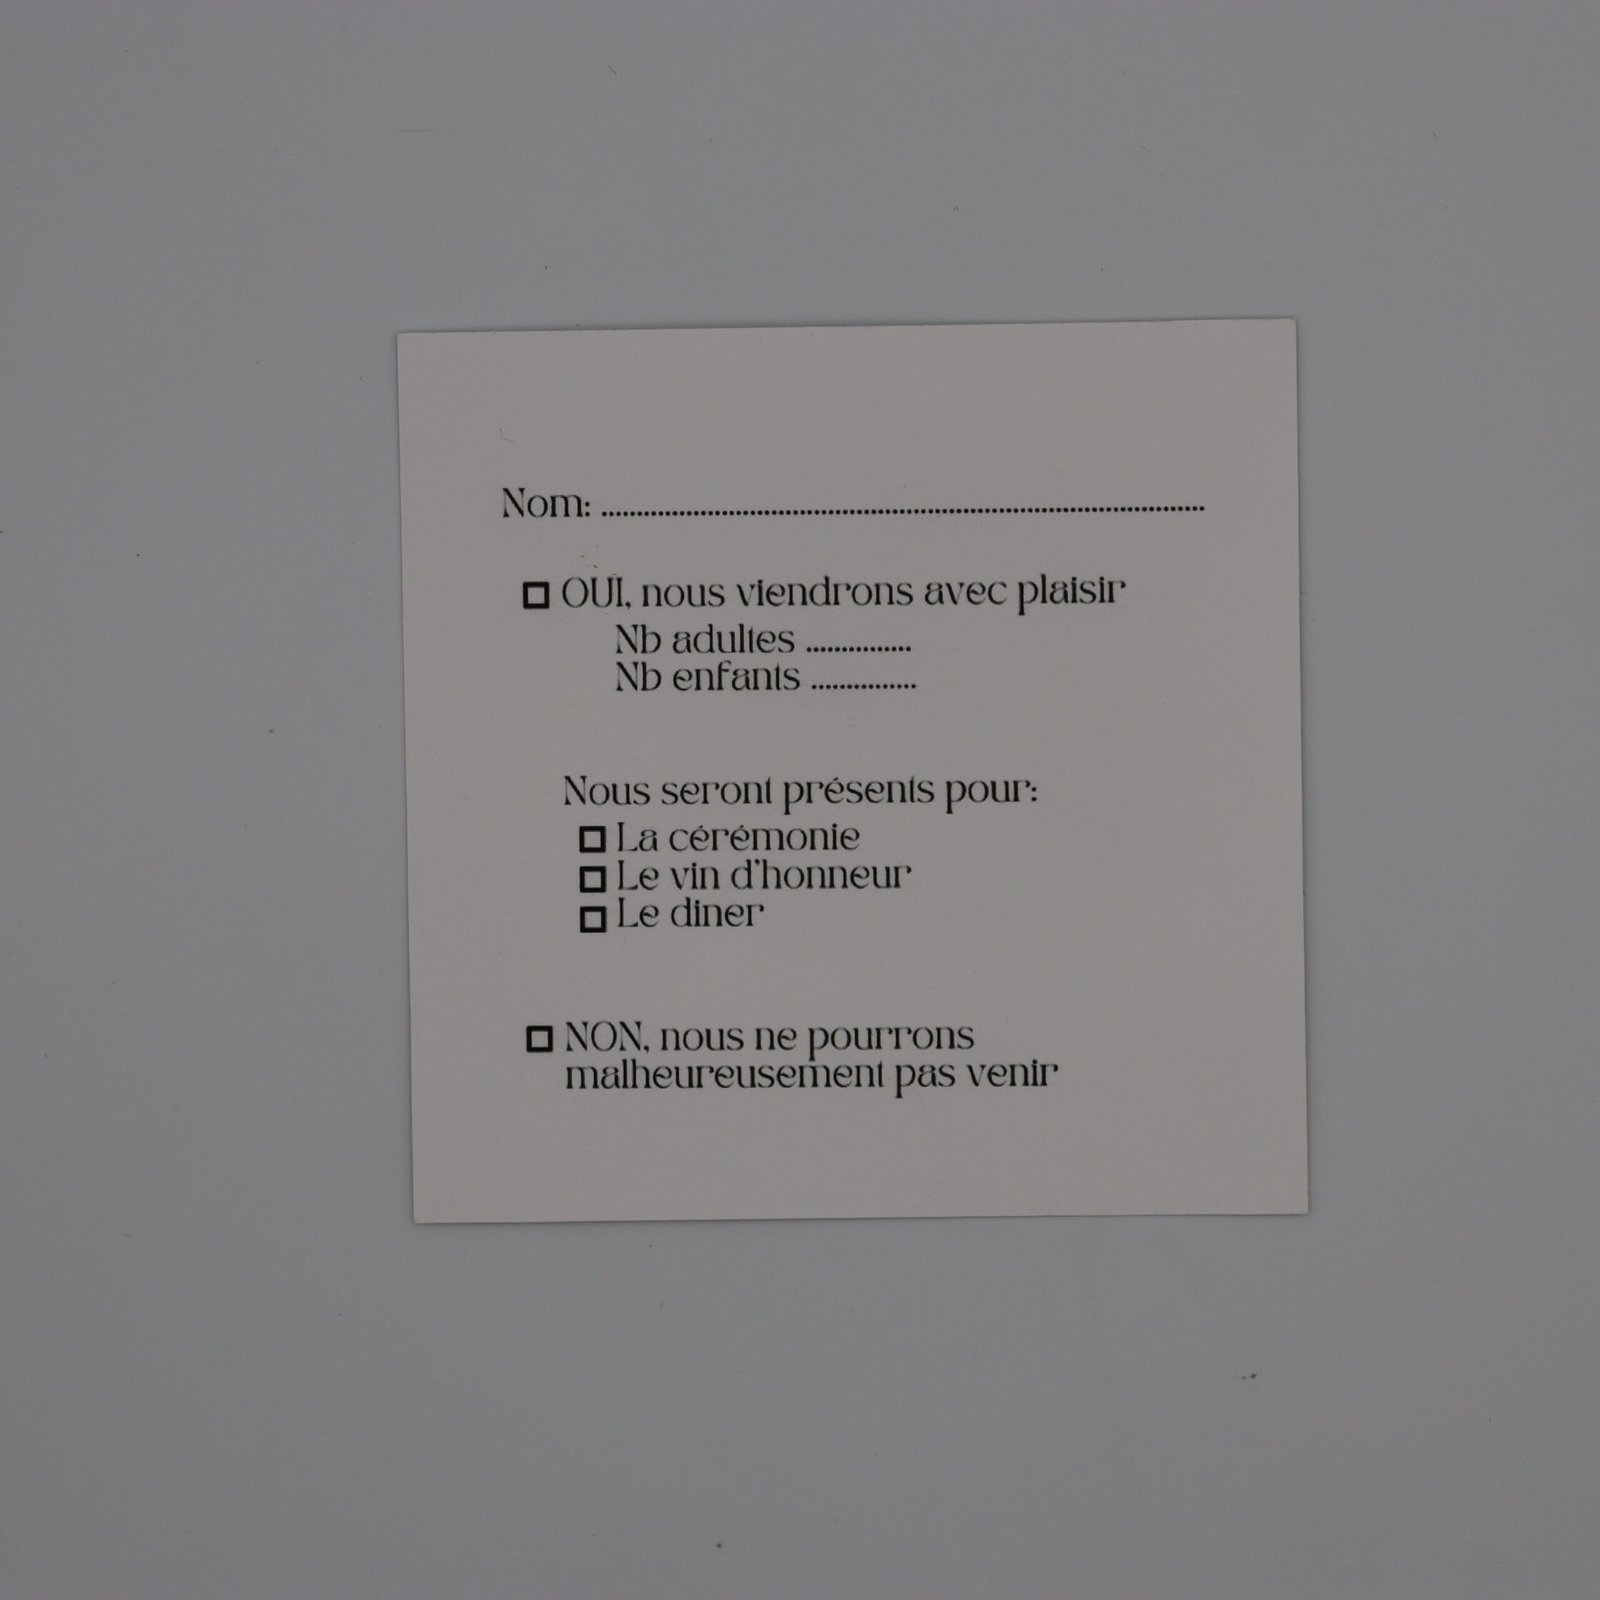 Nom: ........................................................................................
OUI, nous viendrons avec plaisir
Nb adultes ...............
Nb enfants ...............
Nous seront présents pour:
La cérémonie
Le vin d'honneur
Le diner
NON, nous ne pourrons
malheureusement pas venir